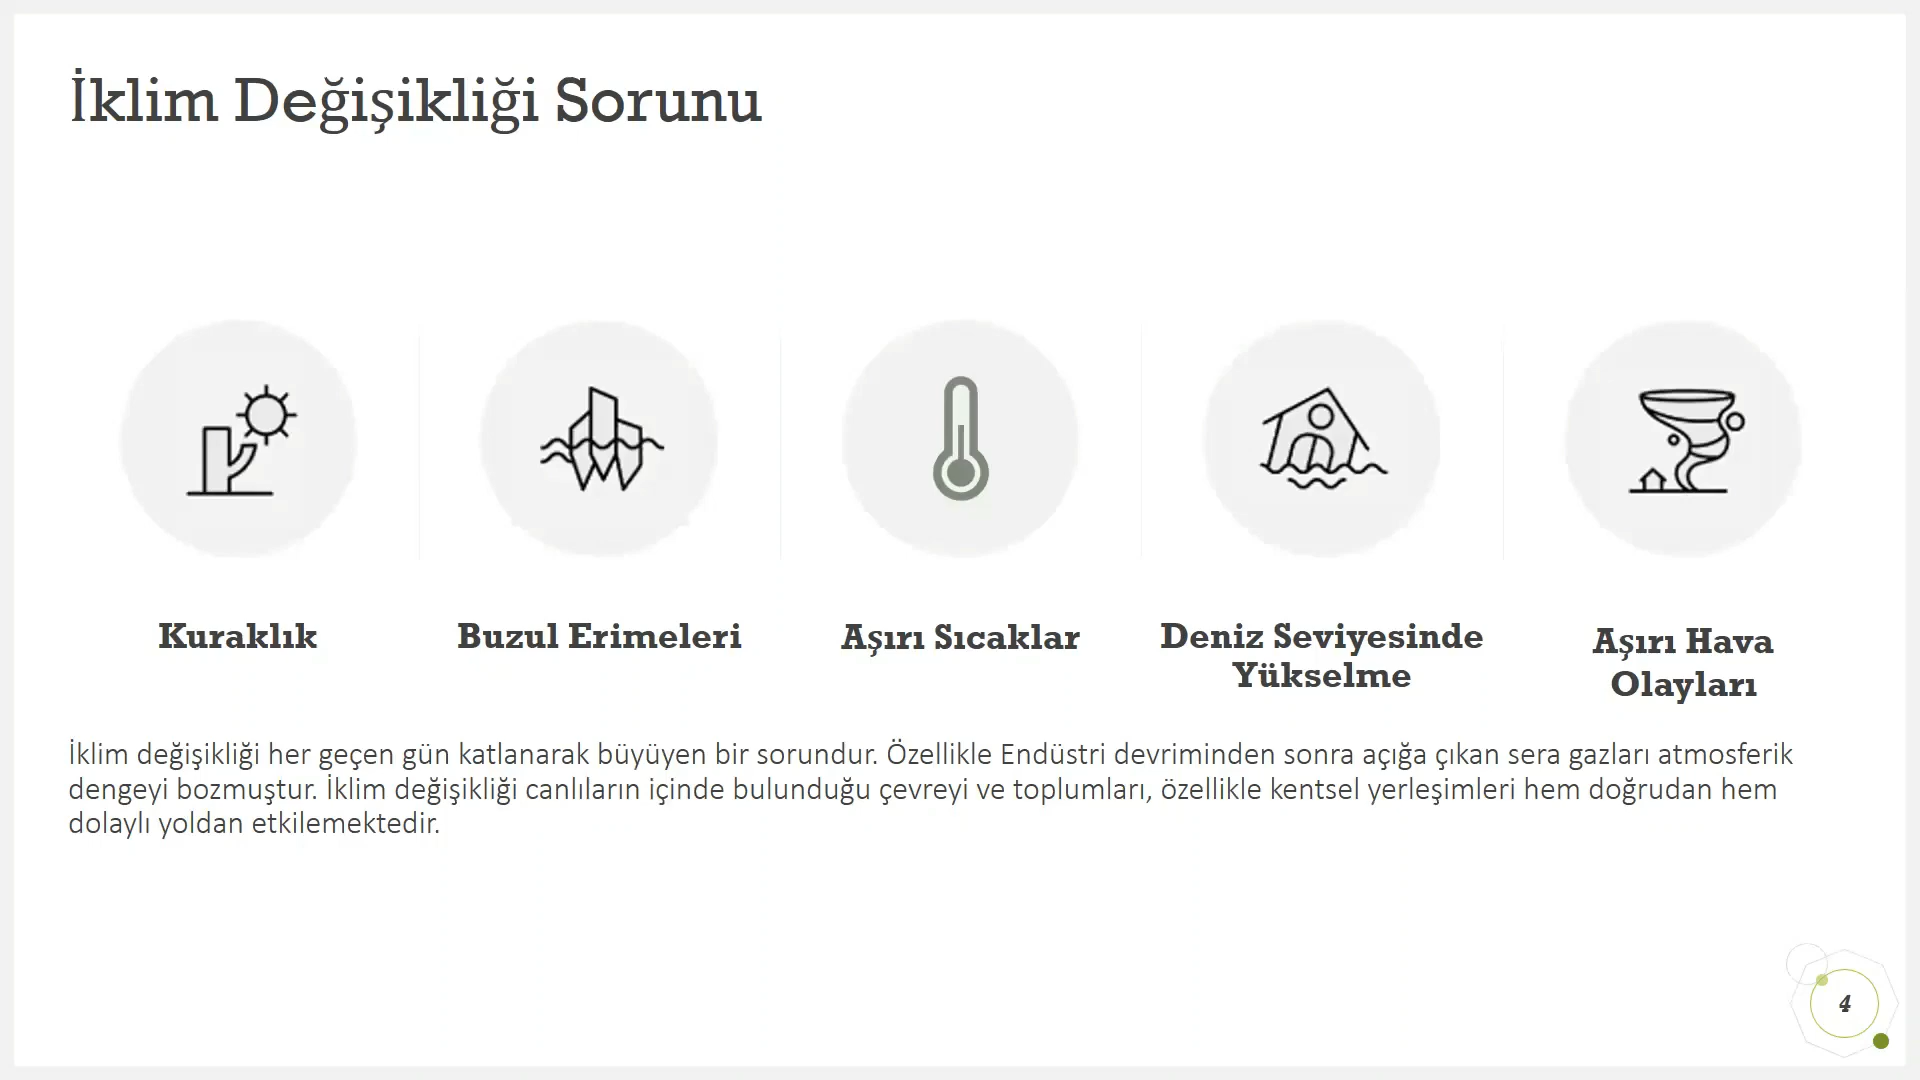 İklim Değişikliği Sorunu
Kuraklık
Buzul Erimeleri
Aşırı Sıcaklar
Deniz Seviyesinde
Yükselme
Aşırı Hava
Olayları
İklim değişikliği her geçen gün katlanarak büyüyen bir sorundur. Özellikle Endüstri devriminden sonra açığa çıkan sera gazları atmosferik
dengeyi bozmuştur. İklim değişikliği canlıların içinde bulunduğu çevreyi ve toplumları, özellikle kentsel yerleşimleri hem doğrudan hem
dolaylı yoldan etkilemektedir.
4